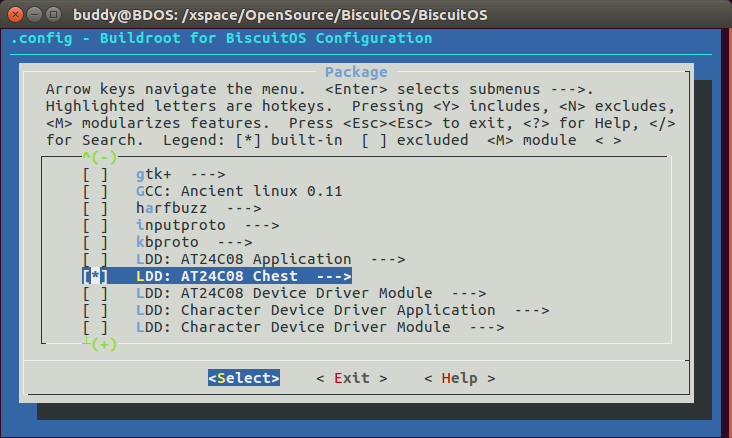 buddy@BDOS: /xspace/OpenSource/BiscuitOS/BiscuitOS
.config - Buildroot for BiscuitOS Configuration
Package
Arrow keys navigate the menu.  <Enter> selects submenus --->.
Highlighted letters are hotkeys.  Pressing <Y> includes, <N> excludes,
<M> modularizes features.  Press <Esc><Esc> to exit, <?> for Help, </>
for Search.  Legend: [*] built-in  [ ] excluded  <M> module  < >
^(-)
[ ]   gtk+  --->
[ ]   GCC: Ancient linux 0.11
[ ]   harfbuzz  --->
[ ]   inputproto  --->
[ ]   kbproto  --->
[ ]   LDD: AT24C08 Application  --->
[*]   LDD: AT24C08 Chest  --->
[ ]   LDD: AT24C08 Device Driver Module  --->
[ ]   LDD: Character Device Driver Application  --->
[ ]   LDD: Character Device Driver Module  --->
(+)
<Select>    < Exit >    < Help >